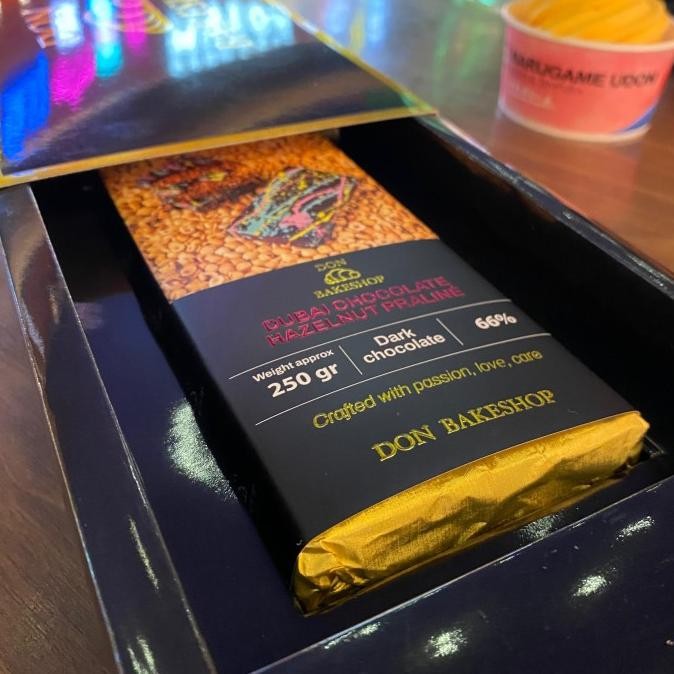 MARUGAME UDON
DON
BAKESHOP
DUBAI CHOCOLATE
HAZELNUT PRALINE
Weight approx
250 gr
Dark
chocolate
66%
Crafted with passion, love, care
DON BAKESHOP